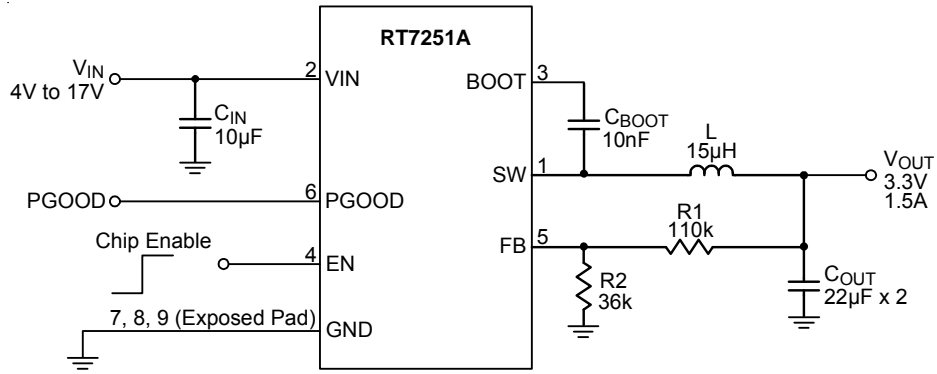 RT7251A
V_IN
4V to 17V
2
VIN
C_IN
10µF
BOOT
3
C_BOOT
10nF
L
15µH
SW
1
V_OUT
3.3V
1.5A
PGOOD
6
PGOOD
Chip Enable
4
EN
FB
5
R1
110k
R2
36k
C_OUT
22µF x 2
7, 8, 9 (Exposed Pad)
GND